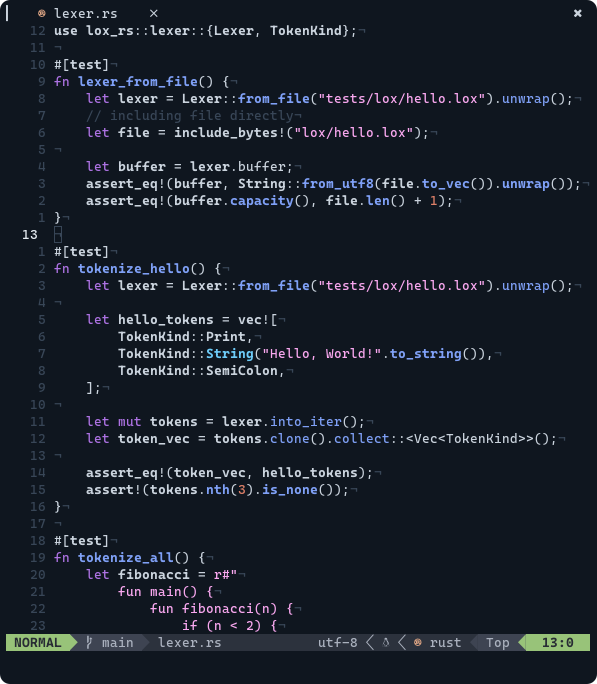 lexer.rs × ✖
12 use lox_rs::lexer::{Lexer, TokenKind};¬
11 ¬
10 #[test]¬
9 fn lexer_from_file() {¬
8     let lexer = Lexer::from_file("tests/lox/hello.lox").unwrap();¬
7     // including file directly¬
6     let file = include_bytes!("lox/hello.lox");¬
5 ¬
4     let buffer = lexer.buffer;¬
3     assert_eq!(buffer, String::from_utf8(file.to_vec()).unwrap());¬
2     assert_eq!(buffer.capacity(), file.len() + 1);¬
1 }¬
13 ¬
1 #[test]¬
2 fn tokenize_hello() {¬
3     let lexer = Lexer::from_file("tests/lox/hello.lox").unwrap();¬
4 ¬
5     let hello_tokens = vec![¬
6         TokenKind::Print,¬
7         TokenKind::String("Hello, World!".to_string()),¬
8         TokenKind::SemiColon,¬
9     ];¬
10 ¬
11     let mut tokens = lexer.into_iter();¬
12     let token_vec = tokens.clone().collect::<Vec<TokenKind>>();¬
13 ¬
14     assert_eq!(token_vec, hello_tokens);¬
15     assert!(tokens.nth(3).is_none());¬
16 }¬
17 ¬
18 #[test]¬
19 fn tokenize_all() {¬
20     let fibonacci = r#"¬
21         fun main() {¬
22             fun fibonacci(n) {¬
23                 if (n < 2) {¬
NORMAL main lexer.rs utf-8 rust Top 13:0